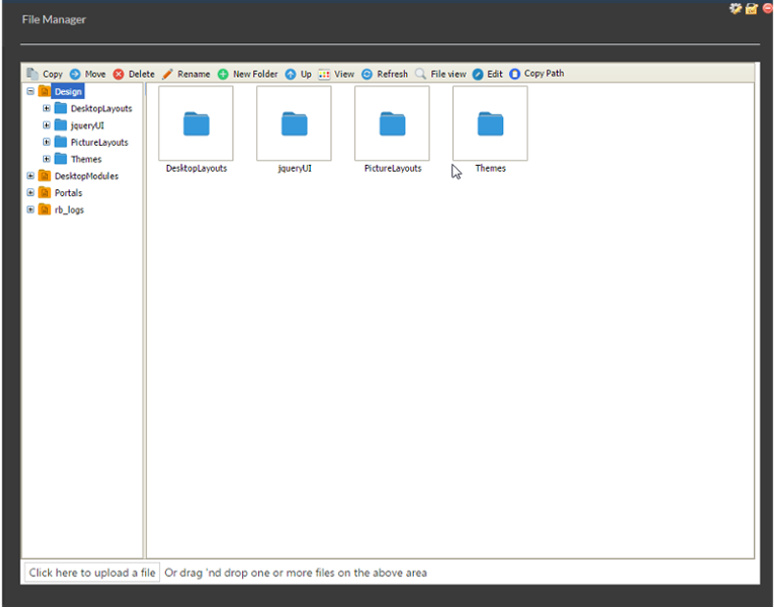 File Manager
Copy Move Delete Rename New Folder Up View Refresh File view Edit Copy Path
Design
DesktopLayouts
jqueryUI
PictureLayouts
Themes
DesktopModules
Portals
rb_logs
DesktopLayouts jqueryUI PictureLayouts Themes
Click here to upload a file Or drag 'nd drop one or more files on the above area